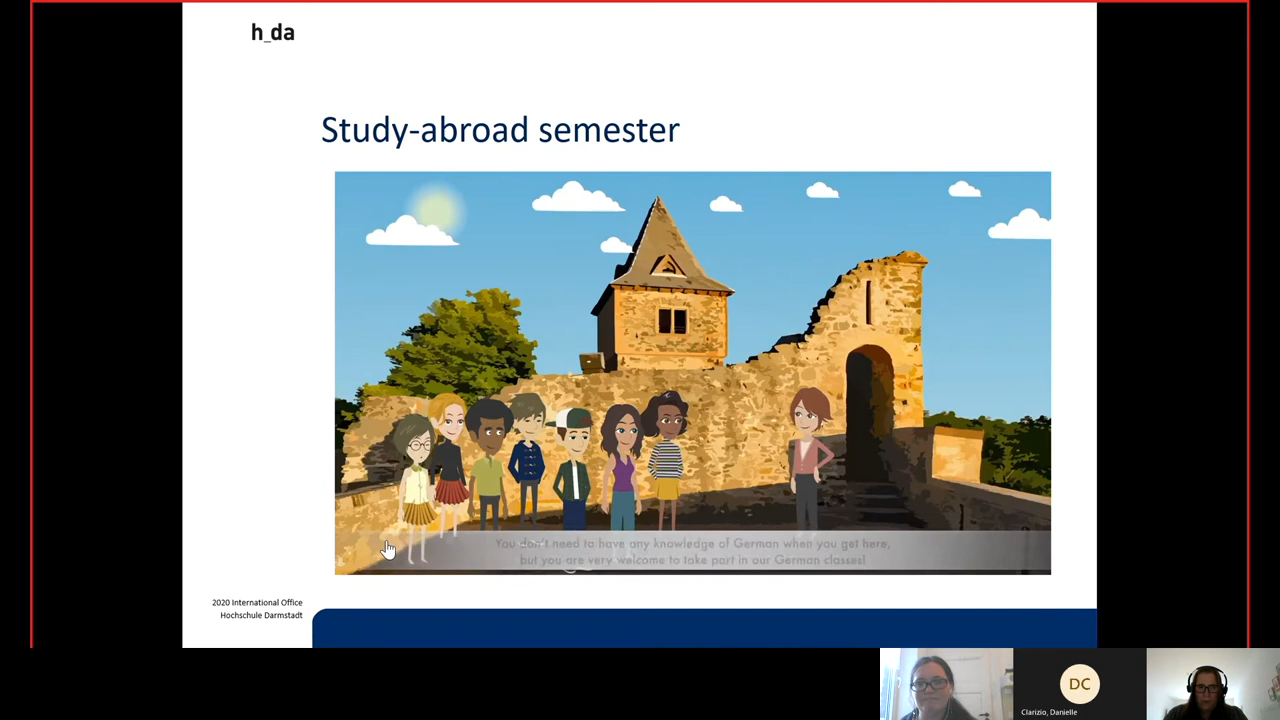 h_da
Study-abroad semester
You don't need to have any knowledge of German when you get here,
but you are very welcome to take part in our German classes!
2020 International Office
Hochschule Darmstadt
DC
Clarizio, Danielle